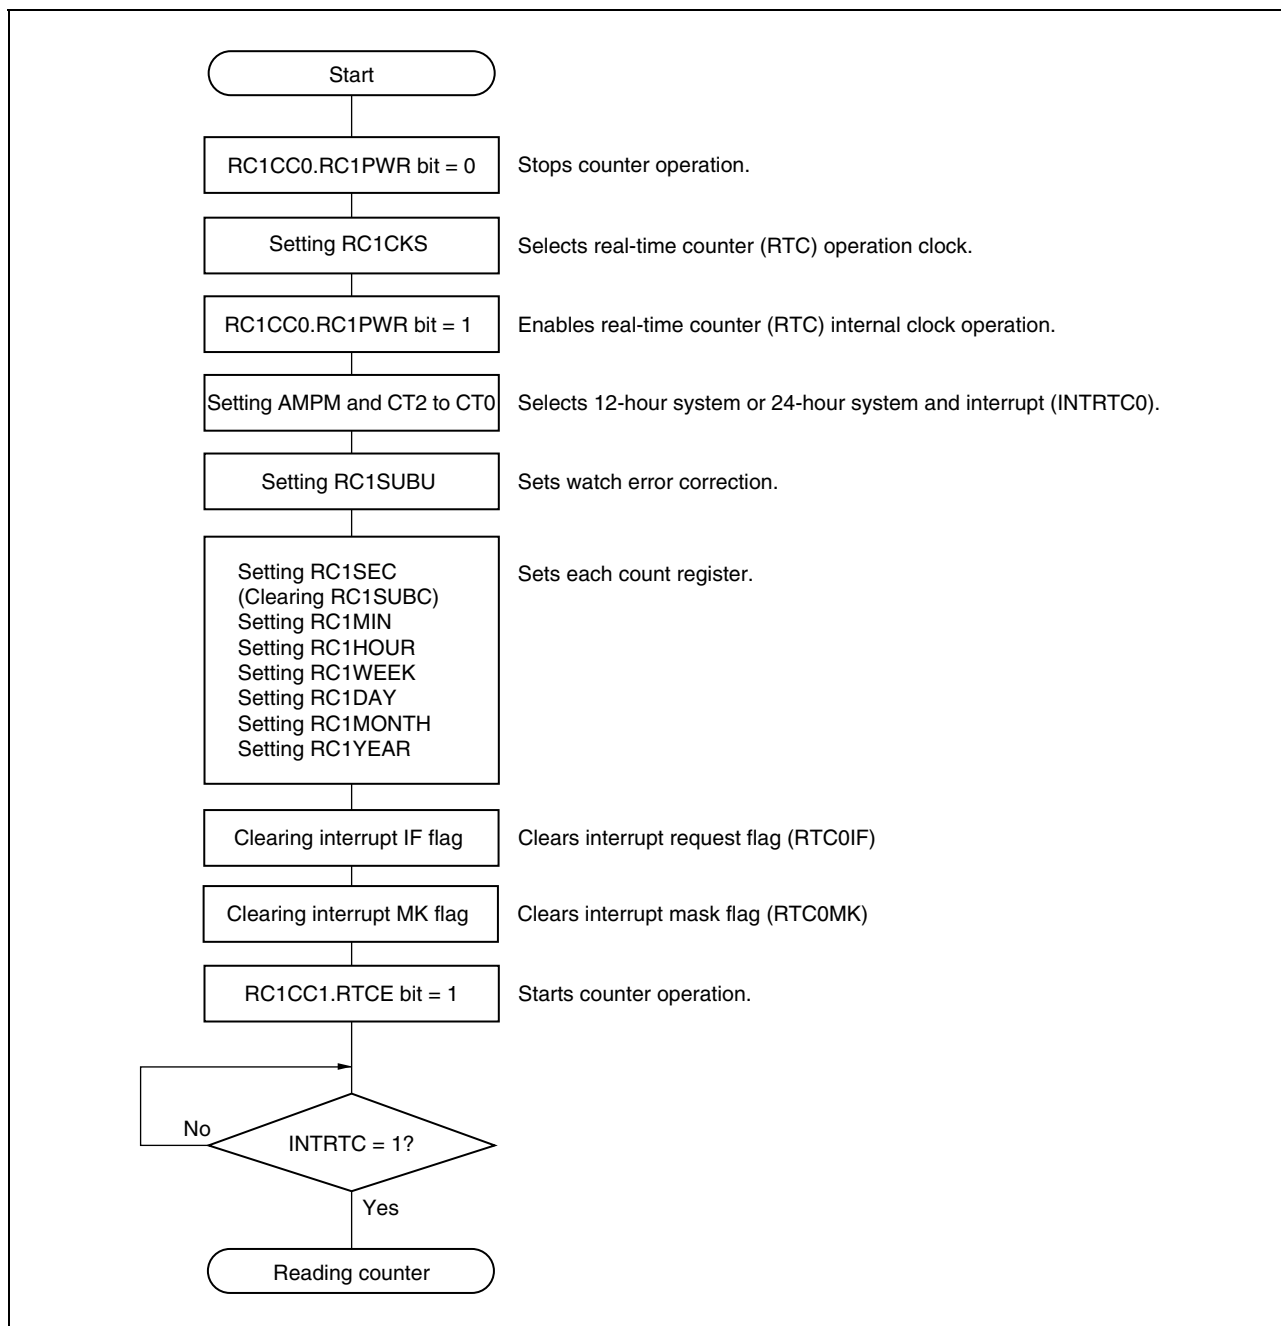 Start
RC1CC0.RC1PWR bit = 0
Stops counter operation.
Setting RC1CKS
Selects real-time counter (RTC) operation clock.
RC1CC0.RC1PWR bit = 1
Enables real-time counter (RTC) internal clock operation.
Setting AMPM and CT2 to CT0
Selects 12-hour system or 24-hour system and interrupt (INTRTC0).
Setting RC1SUBU
Sets watch error correction.
Setting RC1SEC
(Clearing RC1SUBC)
Setting RC1MIN
Setting RC1HOUR
Setting RC1WEEK
Setting RC1DAY
Setting RC1MONTH
Setting RC1YEAR
Sets each count register.
Clearing interrupt IF flag
Clears interrupt request flag (RTC0IF)
Clearing interrupt MK flag
Clears interrupt mask flag (RTC0MK)
RC1CC1.RTCE bit = 1
Starts counter operation.
No
INTRTC = 1?
Yes
Reading counter